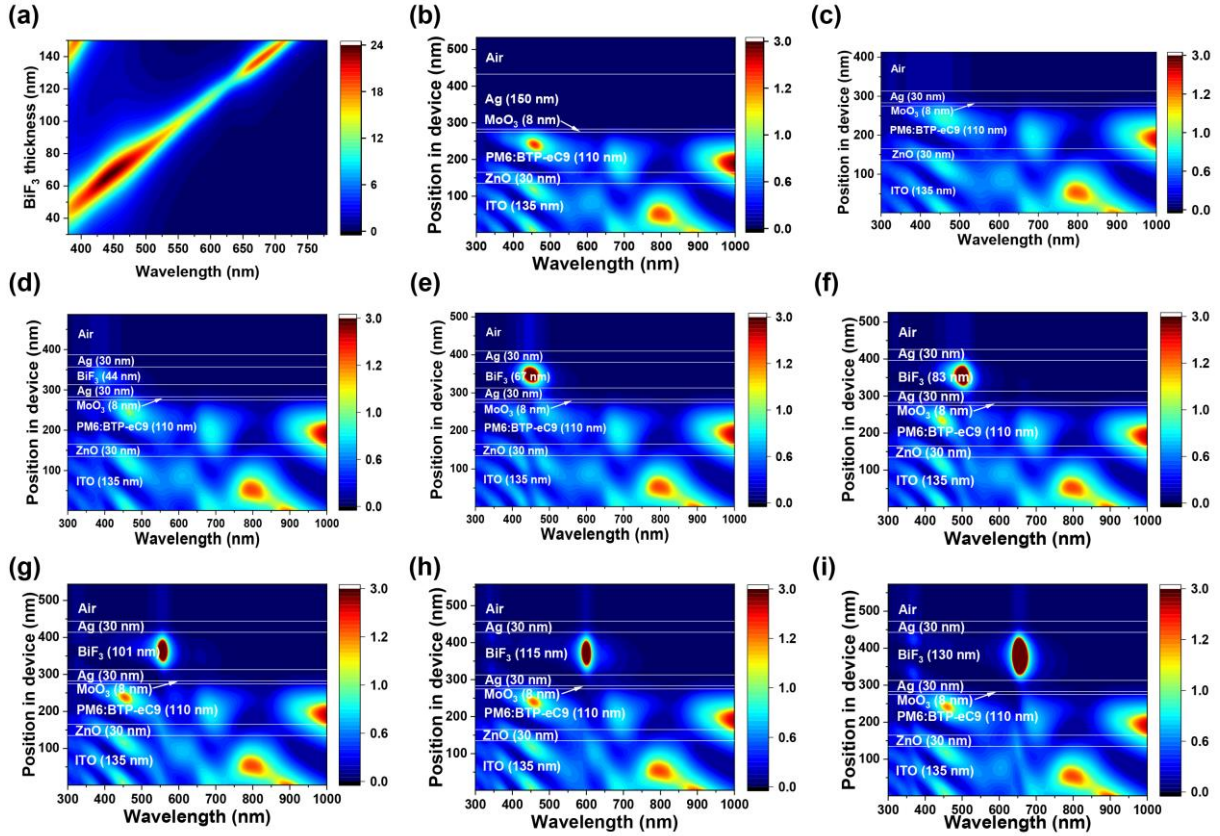 (a)
BiF3 thickness (nm)
140
130
120
110
100
90
80
70
60
50
40
400 450 500 550 600 650 700 750
Wavelength (nm)
24
18
12
6
0
(b)
Position in device (nm)
500
400
300
200
100
Air
Ag (150 nm)
MoO3 (8 nm)
PM6:BTP-eC9 (110 nm)
ZnO (30 nm)
ITO (135 nm)
300 400 500 600 700 800 900 1000
Wavelength (nm)
3.0
1.2
1.0
0.6
0.0
(c)
Position in device (nm)
400
300
200
100
Air
Ag (30 nm)
MoO3 (8 nm)
PM6:BTP-eC9 (110 nm)
ZnO (30 nm)
ITO (135 nm)
300 400 500 600 700 800 900 1000
Wavelength (nm)
3.0
1.2
1.0
0.6
0.0
(d)
Position in device (nm)
400
300
200
100
Air
Ag (30 nm)
BiF3 (44 nm)
Ag (30 nm)
MoO3 (8 nm)
PM6:BTP-eC9 (110 nm)
ZnO (30 nm)
ITO (135 nm)
300 400 500 600 700 800 900 1000
Wavelength (nm)
3.0
1.2
1.0
0.6
0.0
(e)
Position in device (nm)
500
400
300
200
100
Air
Ag (30 nm)
BiF3 (67 nm)
Ag (30 nm)
MoO3 (8 nm)
PM6:BTP-eC9 (110 nm)
ZnO (30 nm)
ITO (135 nm)
300 400 500 600 700 800 900 1000
Wavelength (nm)
3.0
1.2
1.0
0.6
0.0
(f)
Position in device (nm)
500
400
300
200
100
Air
Ag (30 nm)
BiF3 (83 nm)
Ag (30 nm)
MoO3 (8 nm)
PM6:BTP-eC9 (110 nm)
ZnO (30 nm)
ITO (135 nm)
300 400 500 600 700 800 900 1000
Wavelength (nm)
3.0
1.2
1.0
0.6
0.0
(g)
Position in device (nm)
500
400
300
200
100
Air
Ag (30 nm)
BiF3 (101 nm)
Ag (30 nm)
MoO3 (8 nm)
PM6:BTP-eC9 (110 nm)
ZnO (30 nm)
ITO (135 nm)
300 400 500 600 700 800 900 1000
Wavelength (nm)
3.0
1.2
1.0
0.6
0.0
(h)
Position in device (nm)
500
400
300
200
100
Air
Ag (30 nm)
BiF3 (115 nm)
Ag (30 nm)
MoO3 (8 nm)
PM6:BTP-eC9 (110 nm)
ZnO (30 nm)
ITO (135 nm)
300 400 500 600 700 800 900 1000
Wavelength (nm)
3.0
1.2
1.0
0.6
0.0
(i)
Position in device (nm)
500
400
300
200
100
Air
Ag (30 nm)
BiF3 (130 nm)
Ag (30 nm)
MoO3 (8 nm)
PM6:BTP-eC9 (110 nm)
ZnO (30 nm)
ITO (135 nm)
300 400 500 600 700 800 900 1000
Wavelength (nm)
3.0
1.2
1.0
0.6
0.0